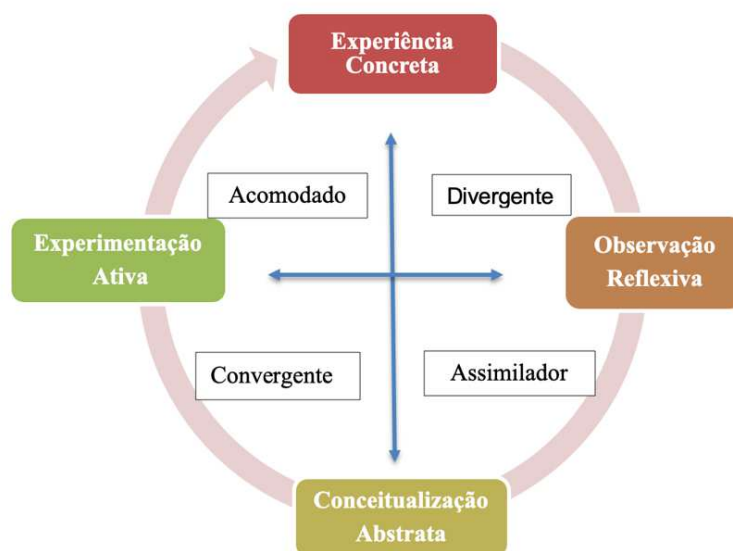 Experiência
Concreta
Acomodado
Divergente
Experimentação
Ativa
Observação
Reflexiva
Convergente
Assimilador
Conceitualização
Abstrata